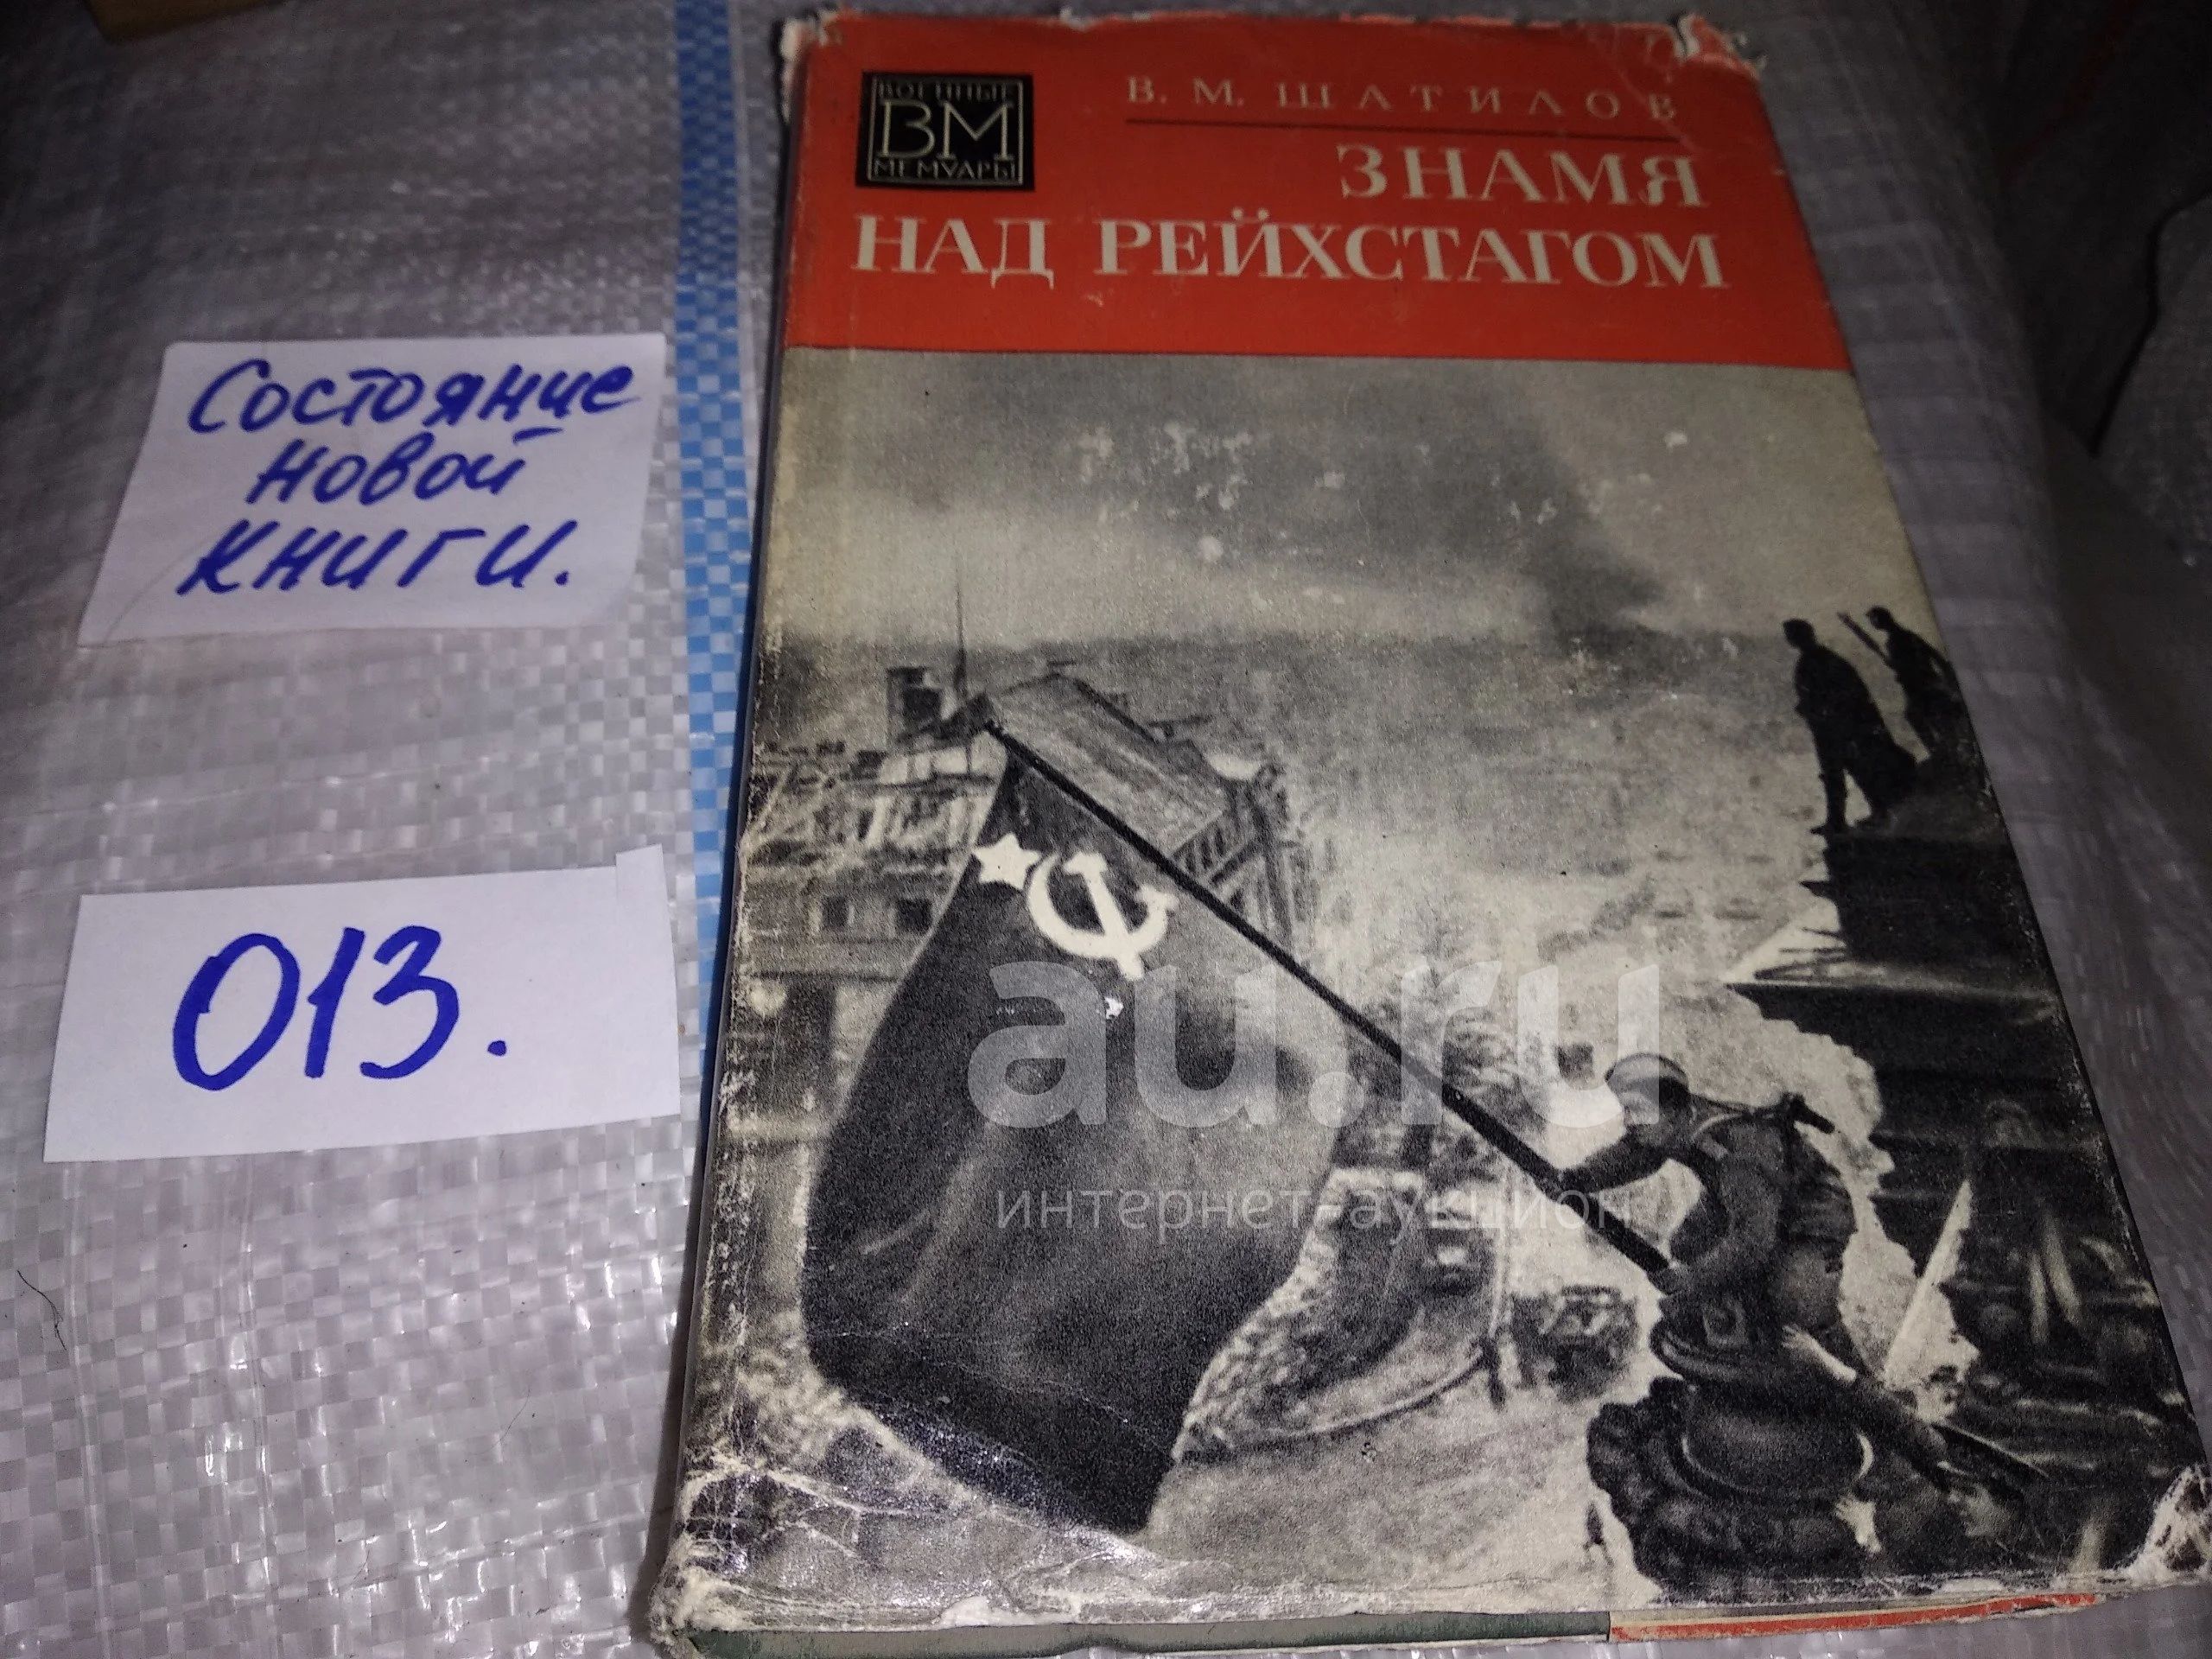 Состояние
новой
книги.
013.
ВОЕННЫЕ
ВМ
МЕМУАРЫ
В. М. ШАТИЛОВ
ЗНАМЯ
НАД РЕЙХСТАГОМ
au.ru
интернет-аукцион